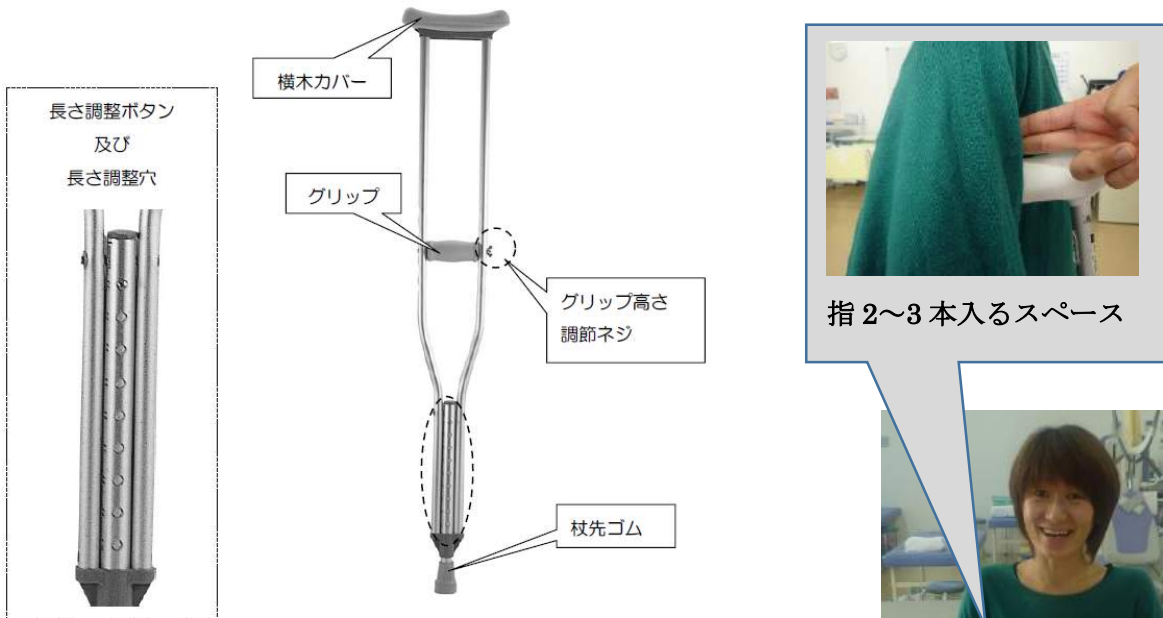 長さ調整ボタン
及び
長さ調整穴
横木カバー
グリップ
グリップ高さ
調節ネジ
杖先ゴム
指 2～3 本入るスペース